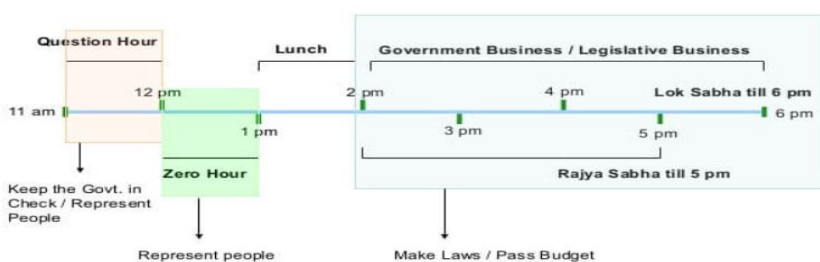 Question Hour
Lunch
Government Business / Legislative Business
12 pm
2 pm
4 pm
Lok Sabha till 6 pm
11 am
1 pm
3 pm
5 pm
6 pm
Zero Hour
Rajya Sabha till 5 pm
Keep the Govt. in
Check / Represent
People
Represent people
Make Laws / Pass Budget